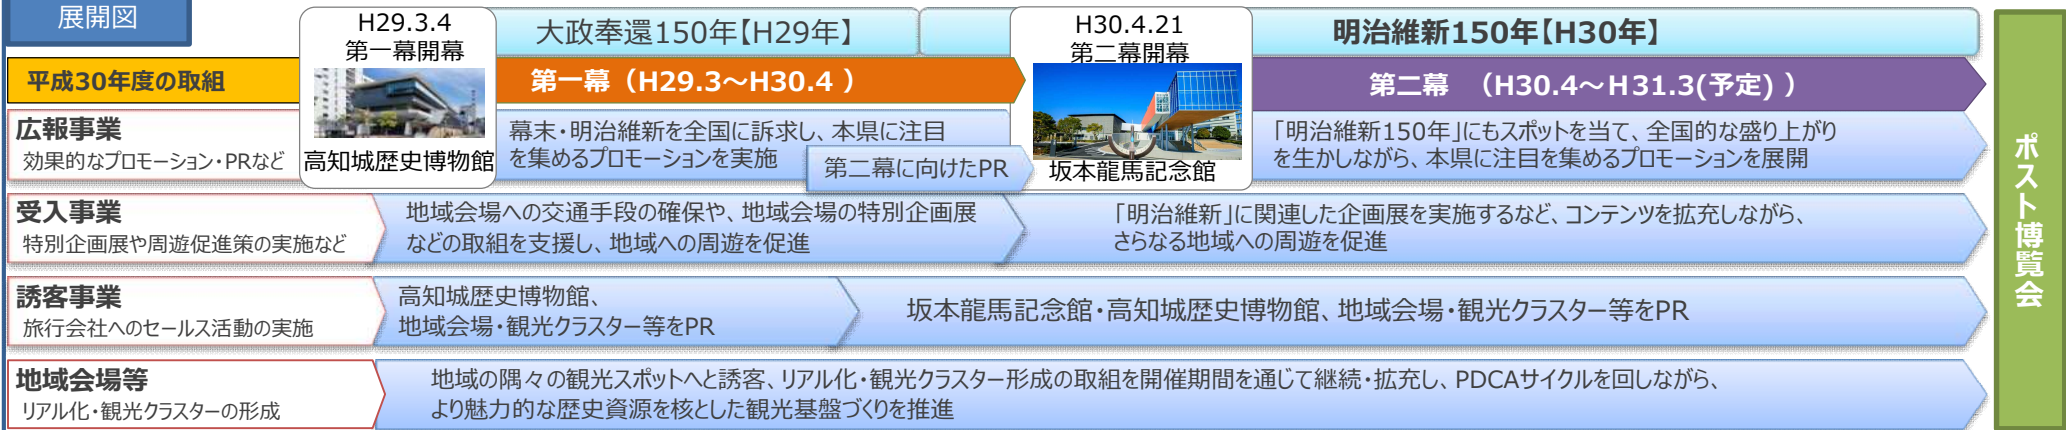 展開図
H29.3.4
第一幕開幕
高知城歴史博物館
大政奉還150年【H29年】
H30.4.21
第二幕開幕
坂本龍馬記念館
明治維新150年【H30年】
平成30年度の取組
第一幕（H29.3～H30.4 ）
第二幕　（H30.4～H31.3(予定) ）
広報事業
効果的なプロモーション・PRなど
幕末・明治維新を全国に訴求し、本県に注目
を集めるプロモーションを実施
第二幕に向けたPR
「明治維新150年」にもスポットを当て、全国的な盛り上がり
を生かしながら、本県に注目を集めるプロモーションを展開
受入事業
特別企画展や周遊促進策の実施など
地域会場への交通手段の確保や、地域会場の特別企画展
などの取組を支援し、地域への周遊を促進
「明治維新」に関連した企画展を実施するなど、コンテンツを拡充しながら、
さらなる地域への周遊を促進
誘客事業
旅行会社へのセールス活動の実施
高知城歴史博物館、
地域会場・観光クラスター等をPR
坂本龍馬記念館・高知城歴史博物館、地域会場・観光クラスター等をPR
地域会場等
リアル化・観光クラスターの形成
地域の隅々の観光スポットへと誘客、リアル化・観光クラスター形成の取組を開催期間を通じて継続・拡充し、PDCAサイクルを回しながら、
より魅力的な歴史資源を核とした観光基盤づくりを推進
ポスト博覧会